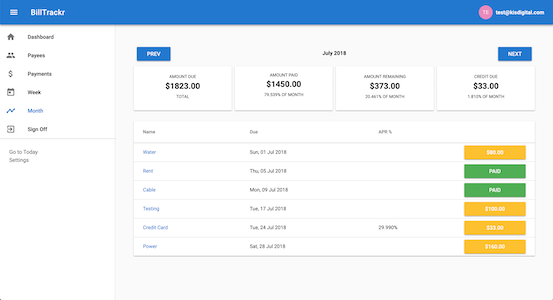 BillTrackr
TS test@kisdigital.com
Dashboard
Payees
Payments
Week
Month
Sign Off
Go to Today
Settings
PREV July 2018 NEXT
AMOUNT DUE
$1823.00
TOTAL
AMOUNT PAID
$1450.00
79.539% OF MONTH
AMOUNT REMAINING
$373.00
20.461% OF MONTH
CREDIT DUE
$33.00
1.810% OF MONTH
Name Due APR %
Water Sun, 01 Jul 2018
Rent Thu, 05 Jul 2018 PAID
Cable Mon, 09 Jul 2018 PAID
Testing Tue, 17 Jul 2018 $100.00
Credit Card Tue, 24 Jul 2018 29.990% $33.00
Power Sat, 28 Jul 2018 $160.00